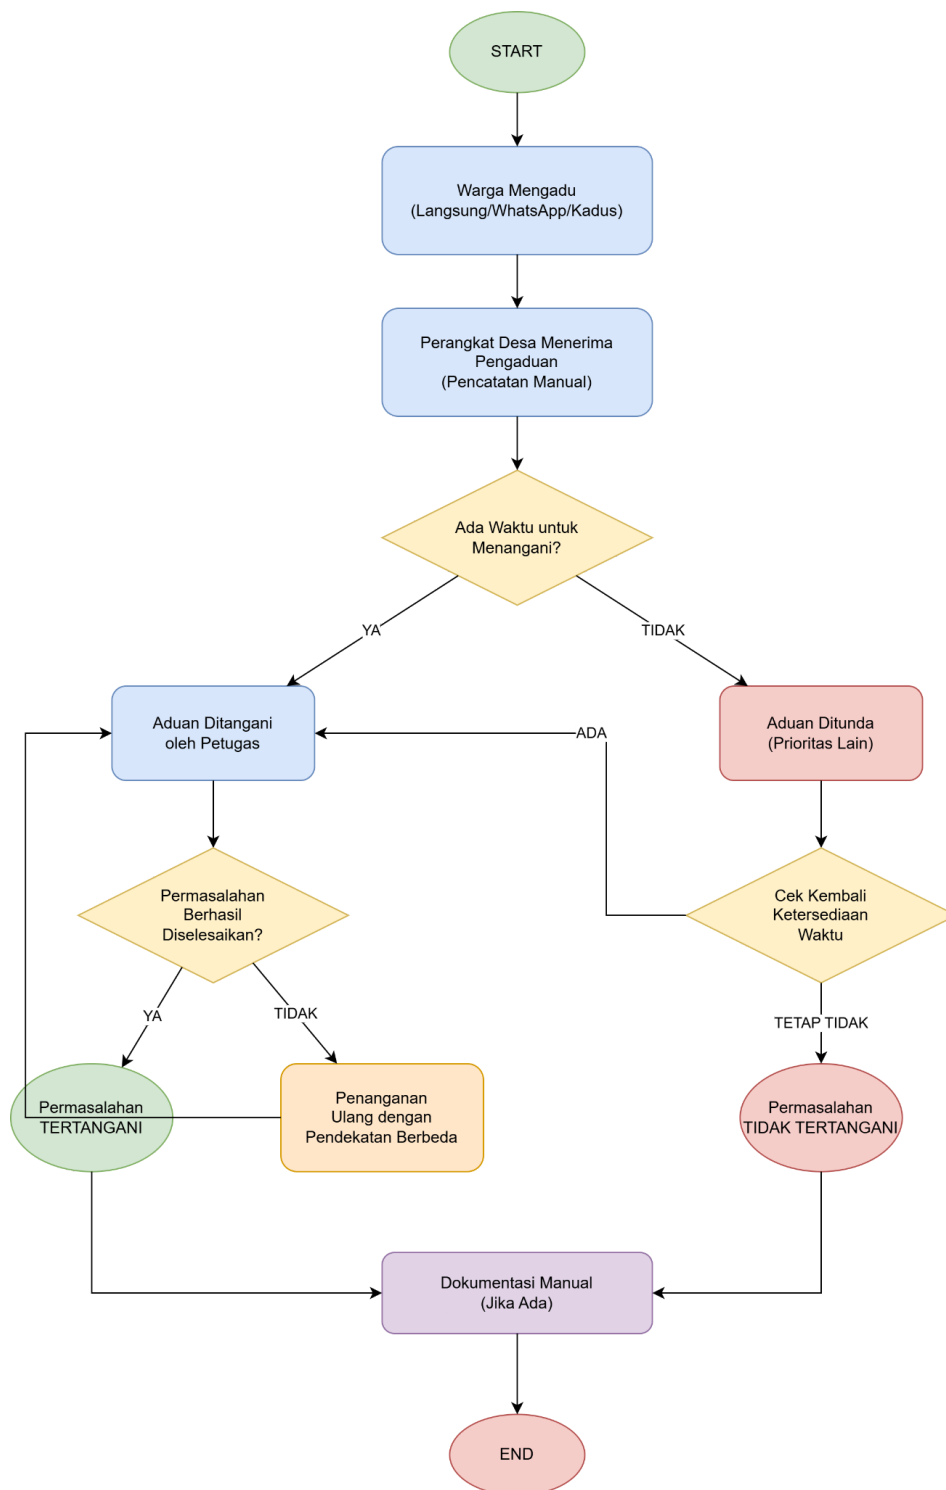 START
Warga Mengadu
(Langsung/WhatsApp/Kadus)
Perangkat Desa Menerima
Pengaduan
(Pencatatan Manual)
Ada Waktu untuk
Menangani?
YA
TIDAK
Aduan Ditangani
oleh Petugas
ADA
Aduan Ditunda
(Prioritas Lain)
Permasalahan
Berhasil
Diselesaikan?
Cek Kembali
Ketersediaan
Waktu
YA
TIDAK
TETAP TIDAK
Permasalahan
TERTANGANI
Penanganan
Ulang dengan
Pendekatan Berbeda
Permasalahan
TIDAK TERTANGANI
Dokumentasi Manual
(Jika Ada)
END